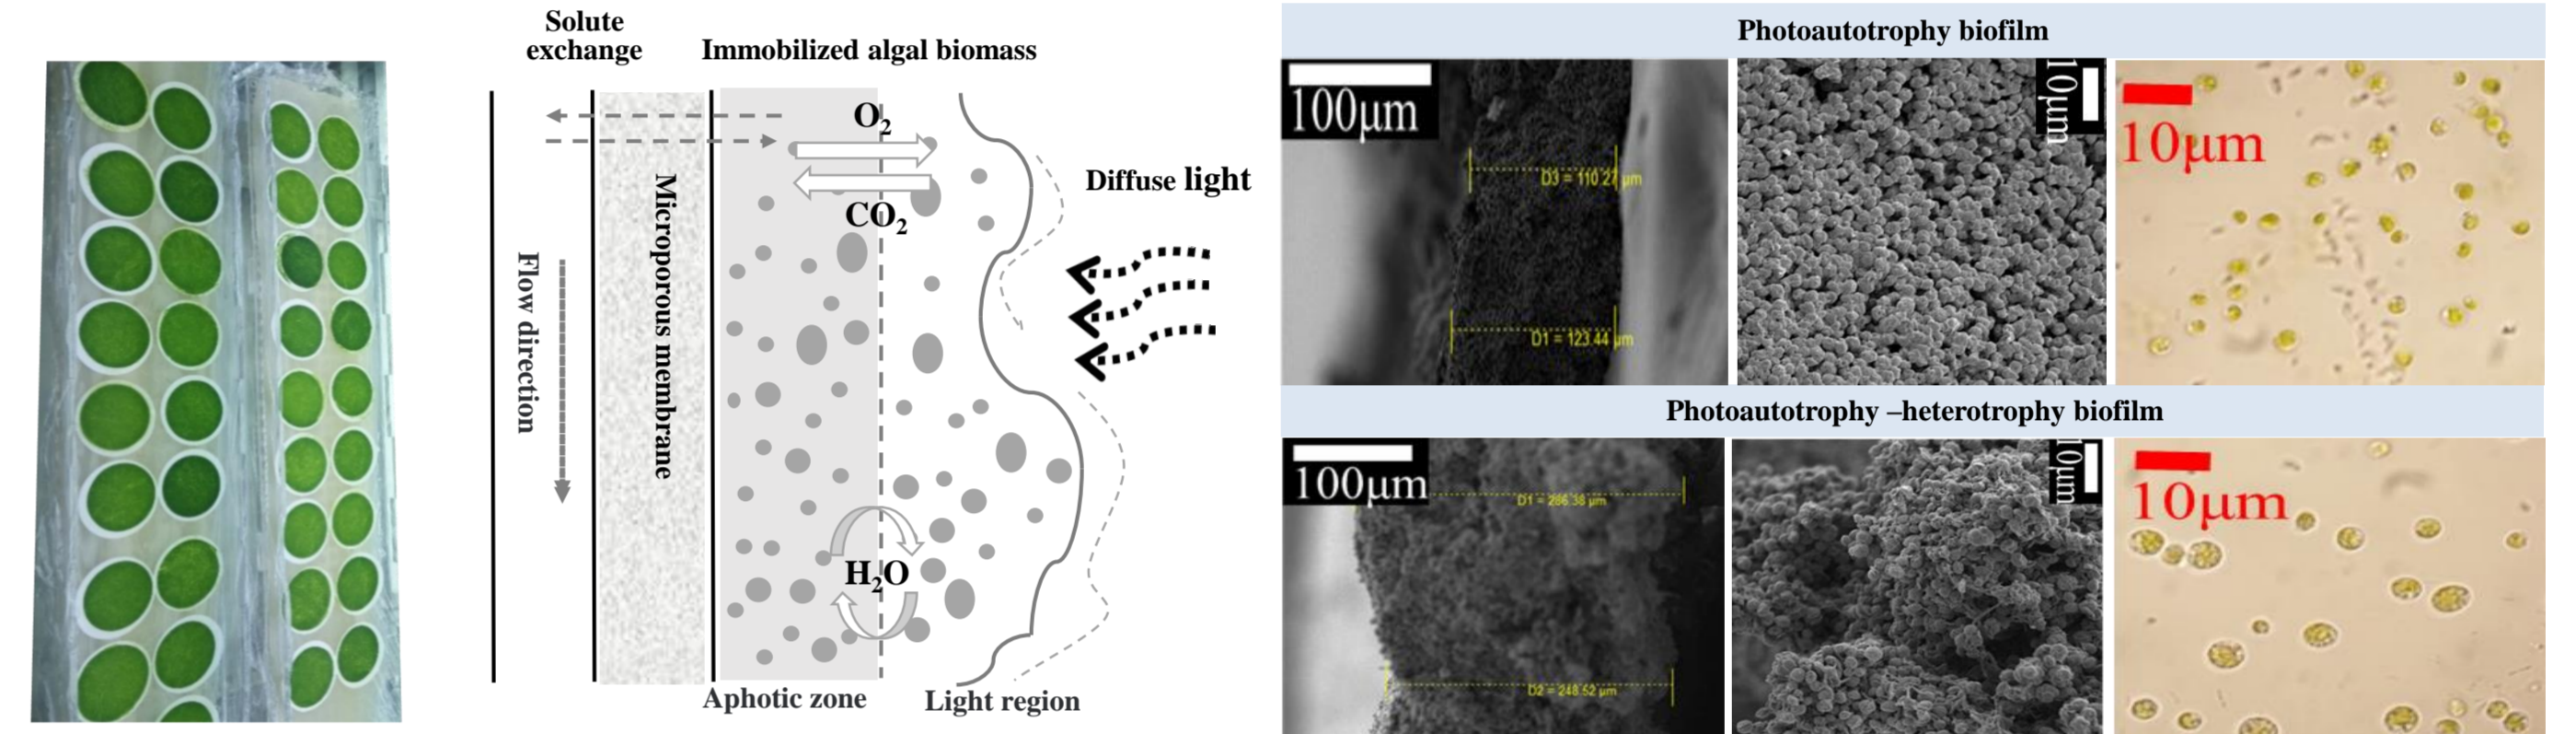 Solute
exchange
Immobilized algal biomass
O₂
CO₂
Microporous membrane
Flow direction
Diffuse light
H₂O
Aphotic zone
Light region
Photoautotrophy biofilm
100μm
D3 = 110.27 μm
D1 = 123.44 μm
10μm
10μm
Photoautotrophy –heterotrophy biofilm
100μm
D1 = 286.38 μm
D2 = 248.52 μm
10μm
10μm